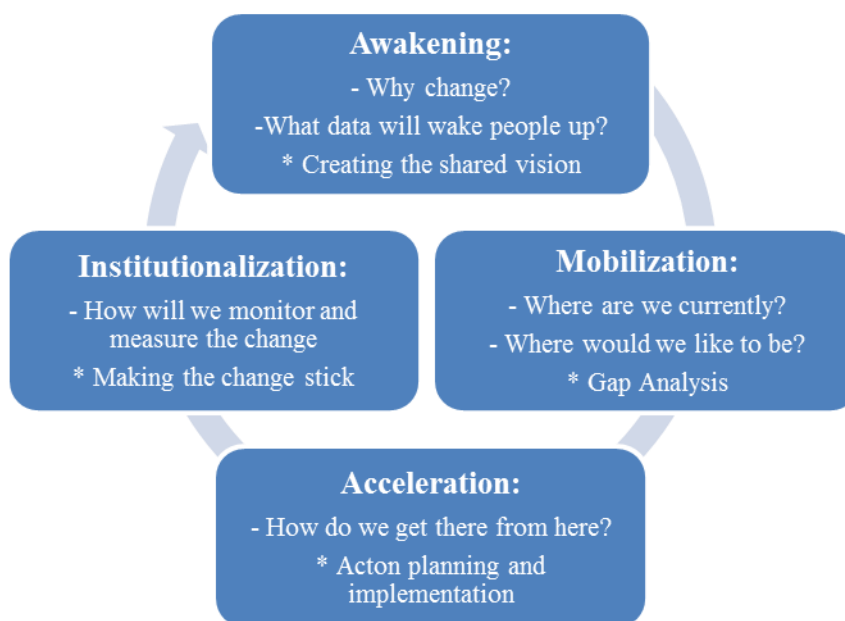 Awakening:
- Why change?
-What data will wake people up?
* Creating the shared vision
Mobilization:
- Where are we currently?
- Where would we like to be?
* Gap Analysis
Acceleration:
- How do we get there from here?
* Acton planning and
implementation
Institutionalization:
- How will we monitor and
measure the change
* Making the change stick